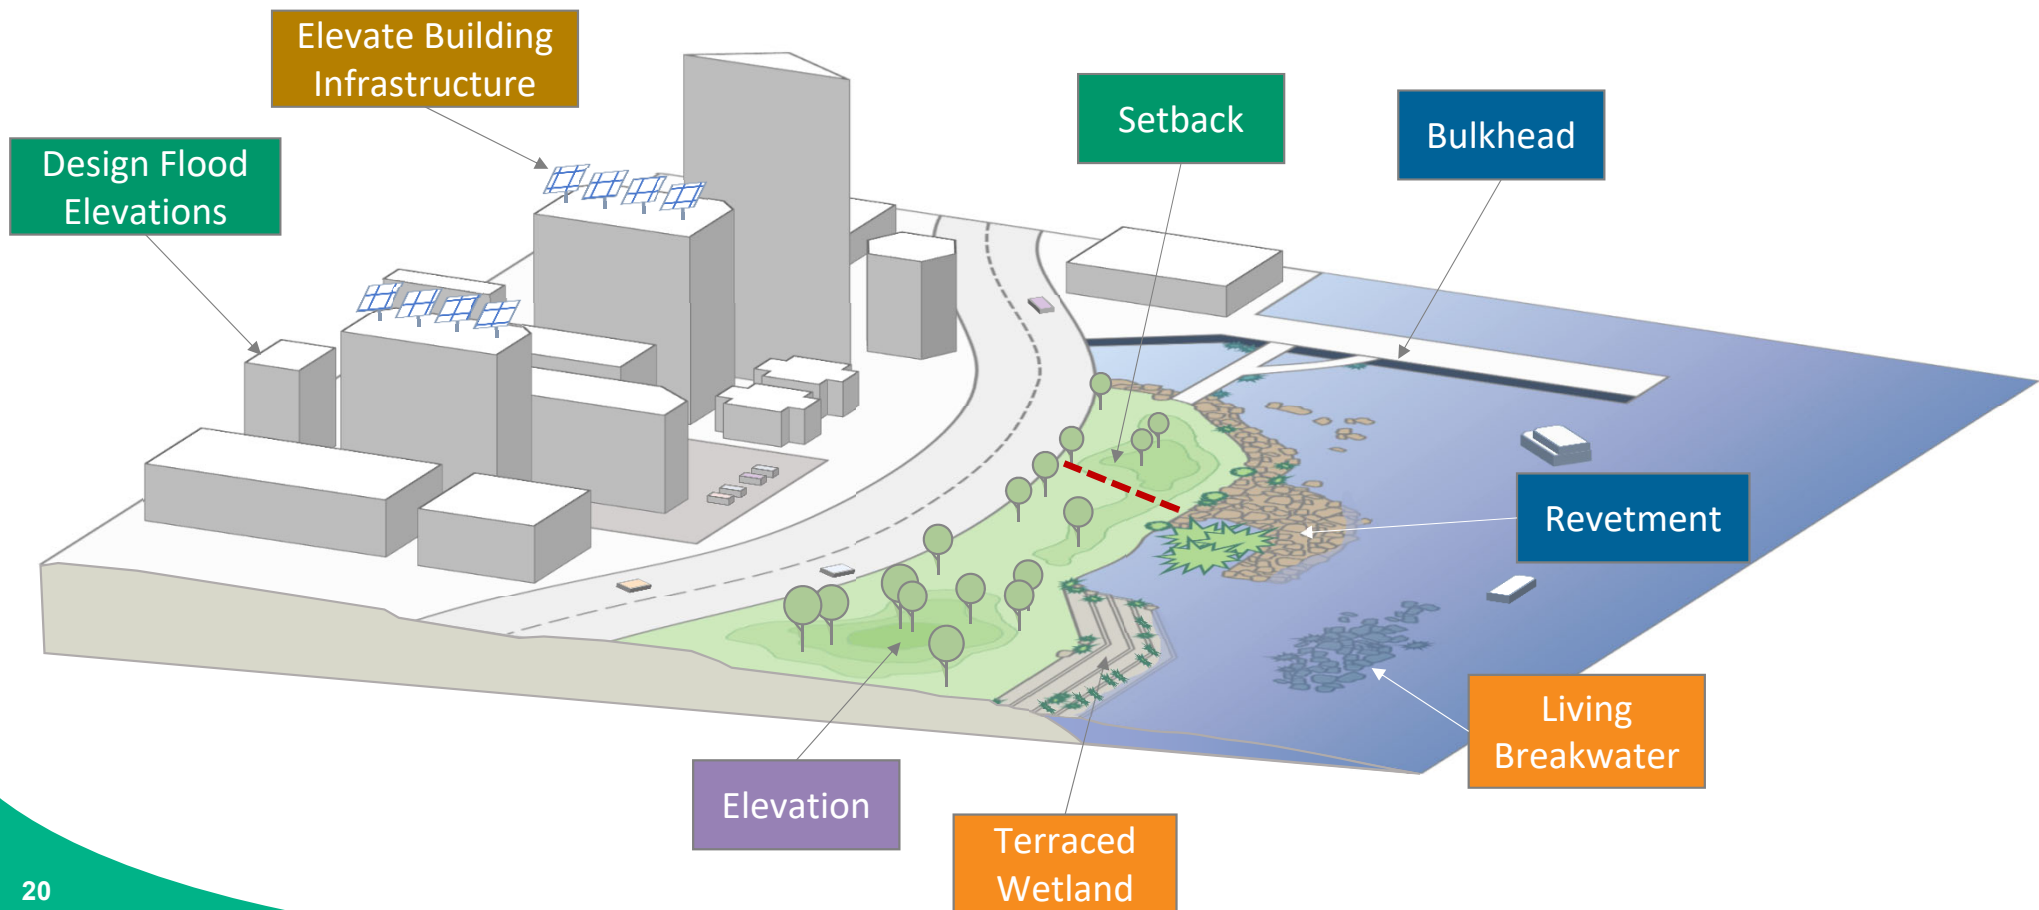 Elevate Building
Infrastructure
Design Flood
Elevations
Setback
Bulkhead
Revetment
Living
Breakwater
Elevation
Terraced
Wetland
20